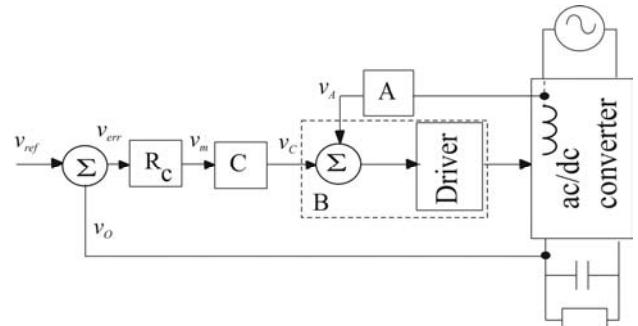 v_ref
Σ
v_err
R_c
v_m
C
v_C
Σ
v_A
A
B
Driver
ac/dc
converter
v_O